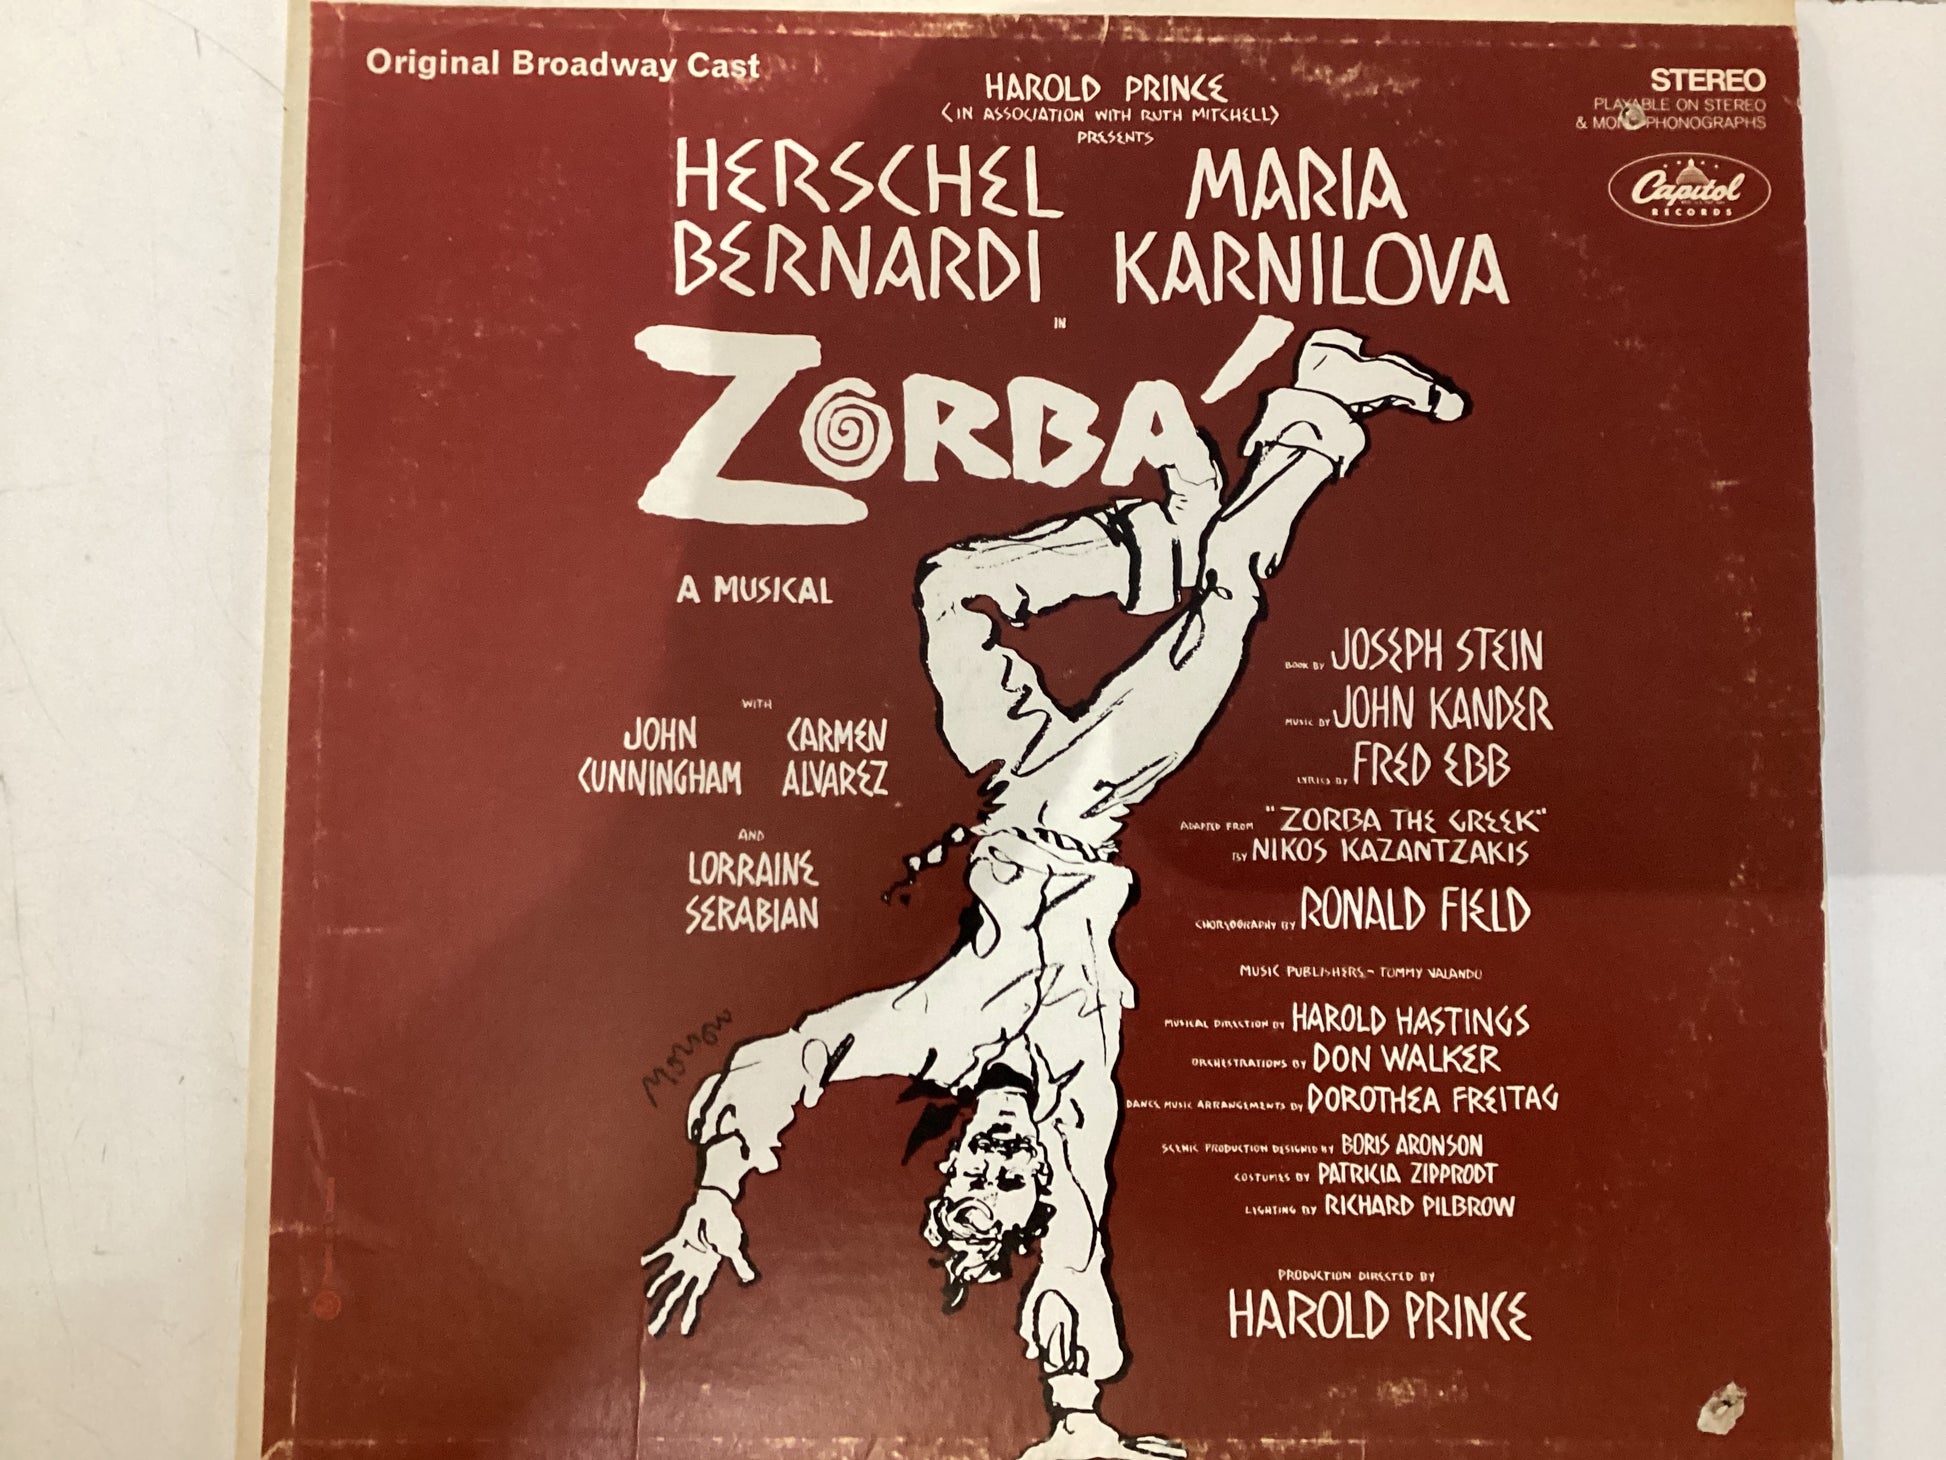 Original Broadway Cast
STEREO
PLAYABLE ON STEREO
& MONO PHONOGRAPHS
Capitol
RECORDS
HAROLD PRINCE
(IN ASSOCIATION WITH RUTH MITCHELL)
PRESENTS
HERSCHEL BERNARDI
MARIA KARNILOVA
IN
ZORBÁ
A MUSICAL
WITH
JOHN CUNNINGHAM
CARMEN ALVAREZ
AND
LORRAINE
SERABIAN
BOOK BY JOSEPH STEIN
MUSIC BY JOHN KANDER
LYRICS BY FRED EBB
ADAPTED FROM "ZORBA THE GREEK"
BY NIKOS KAZANTZAKIS
CHOREOGRAPHY BY RONALD FIELD
MUSIC PUBLISHERS - TOMMY VALANDO
MUSICAL DIRECTION BY HAROLD HASTINGS
ORCHESTRATIONS BY DON WALKER
DANCE MUSIC ARRANGEMENTS BY DOROTHEA FREITAG
SCENIC PRODUCTION DESIGNED BY BORIS ARONSON
COSTUMES BY PATRICIA ZIPPRODT
LIGHTING BY RICHARD PILBROW
PRODUCTION DIRECTED BY
HAROLD PRINCE
MORROW